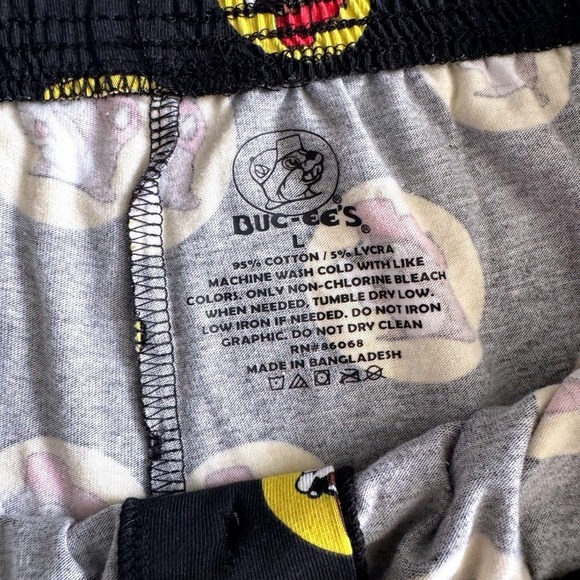 BUC-EE'S®
L
95% COTTON / 5% LYCRA
MACHINE WASH COLD WITH LIKE
COLORS. ONLY NON-CHLORINE BLEACH
WHEN NEEDED, TUMBLE DRY LOW.
LOW IRON IF NEEDED. DO NOT IRON
GRAPHIC. DO NOT DRY CLEAN
RN#86068
MADE IN BANGLADESH